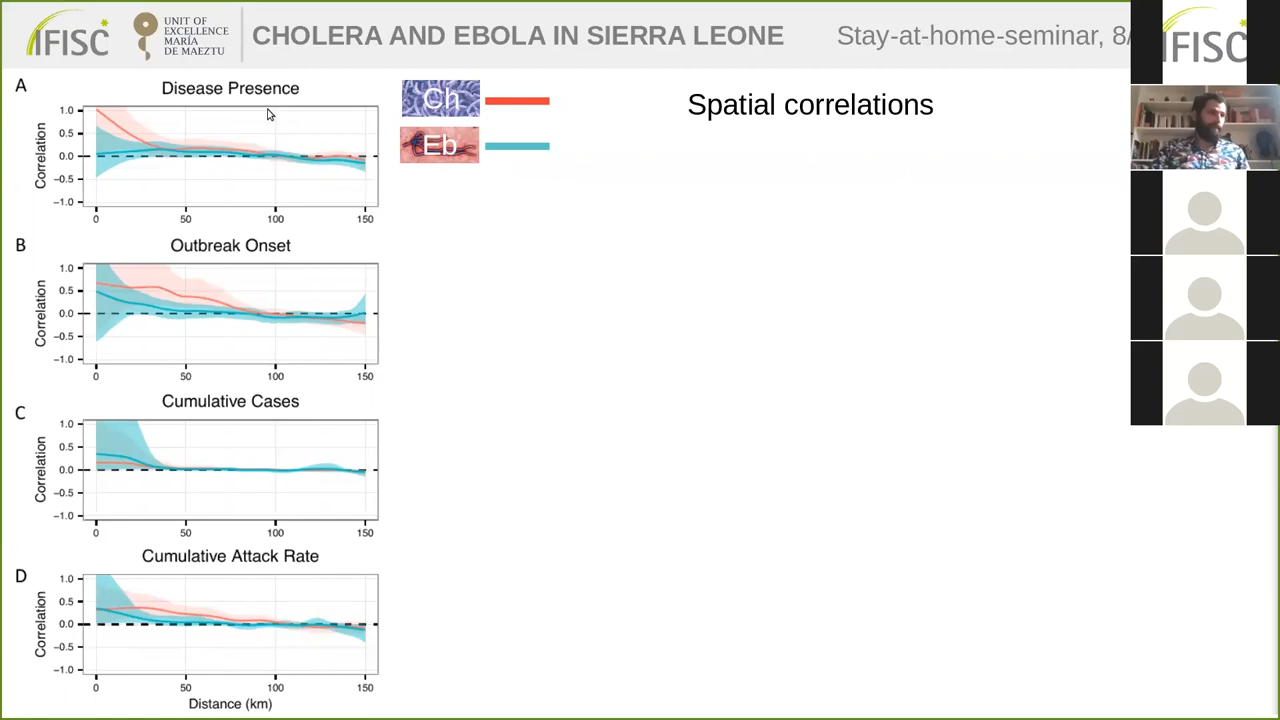 IFISC
UNIT OF
EXCELLENCE
MARÍA
DE MAEZTU
CHOLERA AND EBOLA IN SIERRA LEONE
Stay-at-home-seminar, 8/
IFISC
A
Disease Presence
Correlation
1.0
0.5
0.0
−0.5
−1.0
0
50
100
150
Ch
Eb
Spatial correlations
B
Outbreak Onset
Correlation
1.0
0.5
0.0
−0.5
−1.0
0
50
100
150
C
Cumulative Cases
Correlation
1.0
0.5
0.0
−0.5
−1.0
0
50
100
150
D
Cumulative Attack Rate
Correlation
1.0
0.5
0.0
−0.5
−1.0
0
50
100
150
Distance (km)